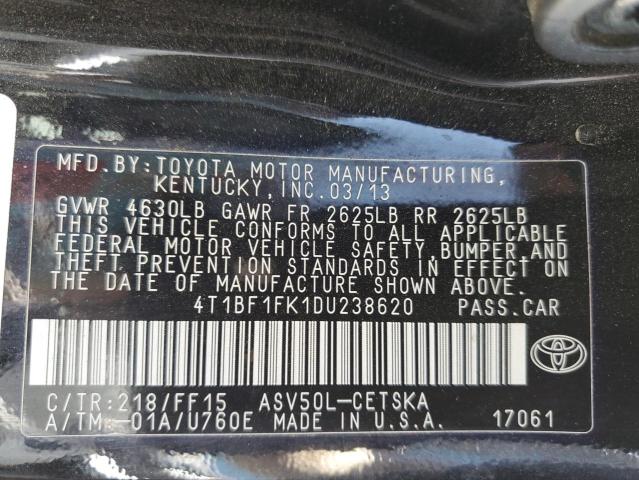 MFD.BY:TOYOTA MOTOR MANUFACTURING,
KENTUCKY, INC.03/13
GVWR 4630LB GAWR FR 2625LB RR 2625LB
THIS VEHICLE CONFORMS TO ALL APPLICABLE
FEDERAL MOTOR VEHICLE SAFETY,BUMPER,AND
THEFT PREVENTION STANDARDS IN EFFECT ON
THE DATE OF MANUFACTURE SHOWN ABOVE.
4T1BF1FK1DU238620 PASS.CAR
C/TR:218/FF15 ASV50L-CETSKA
A/TM:-01A/U760E MADE IN U.S.A. 17061